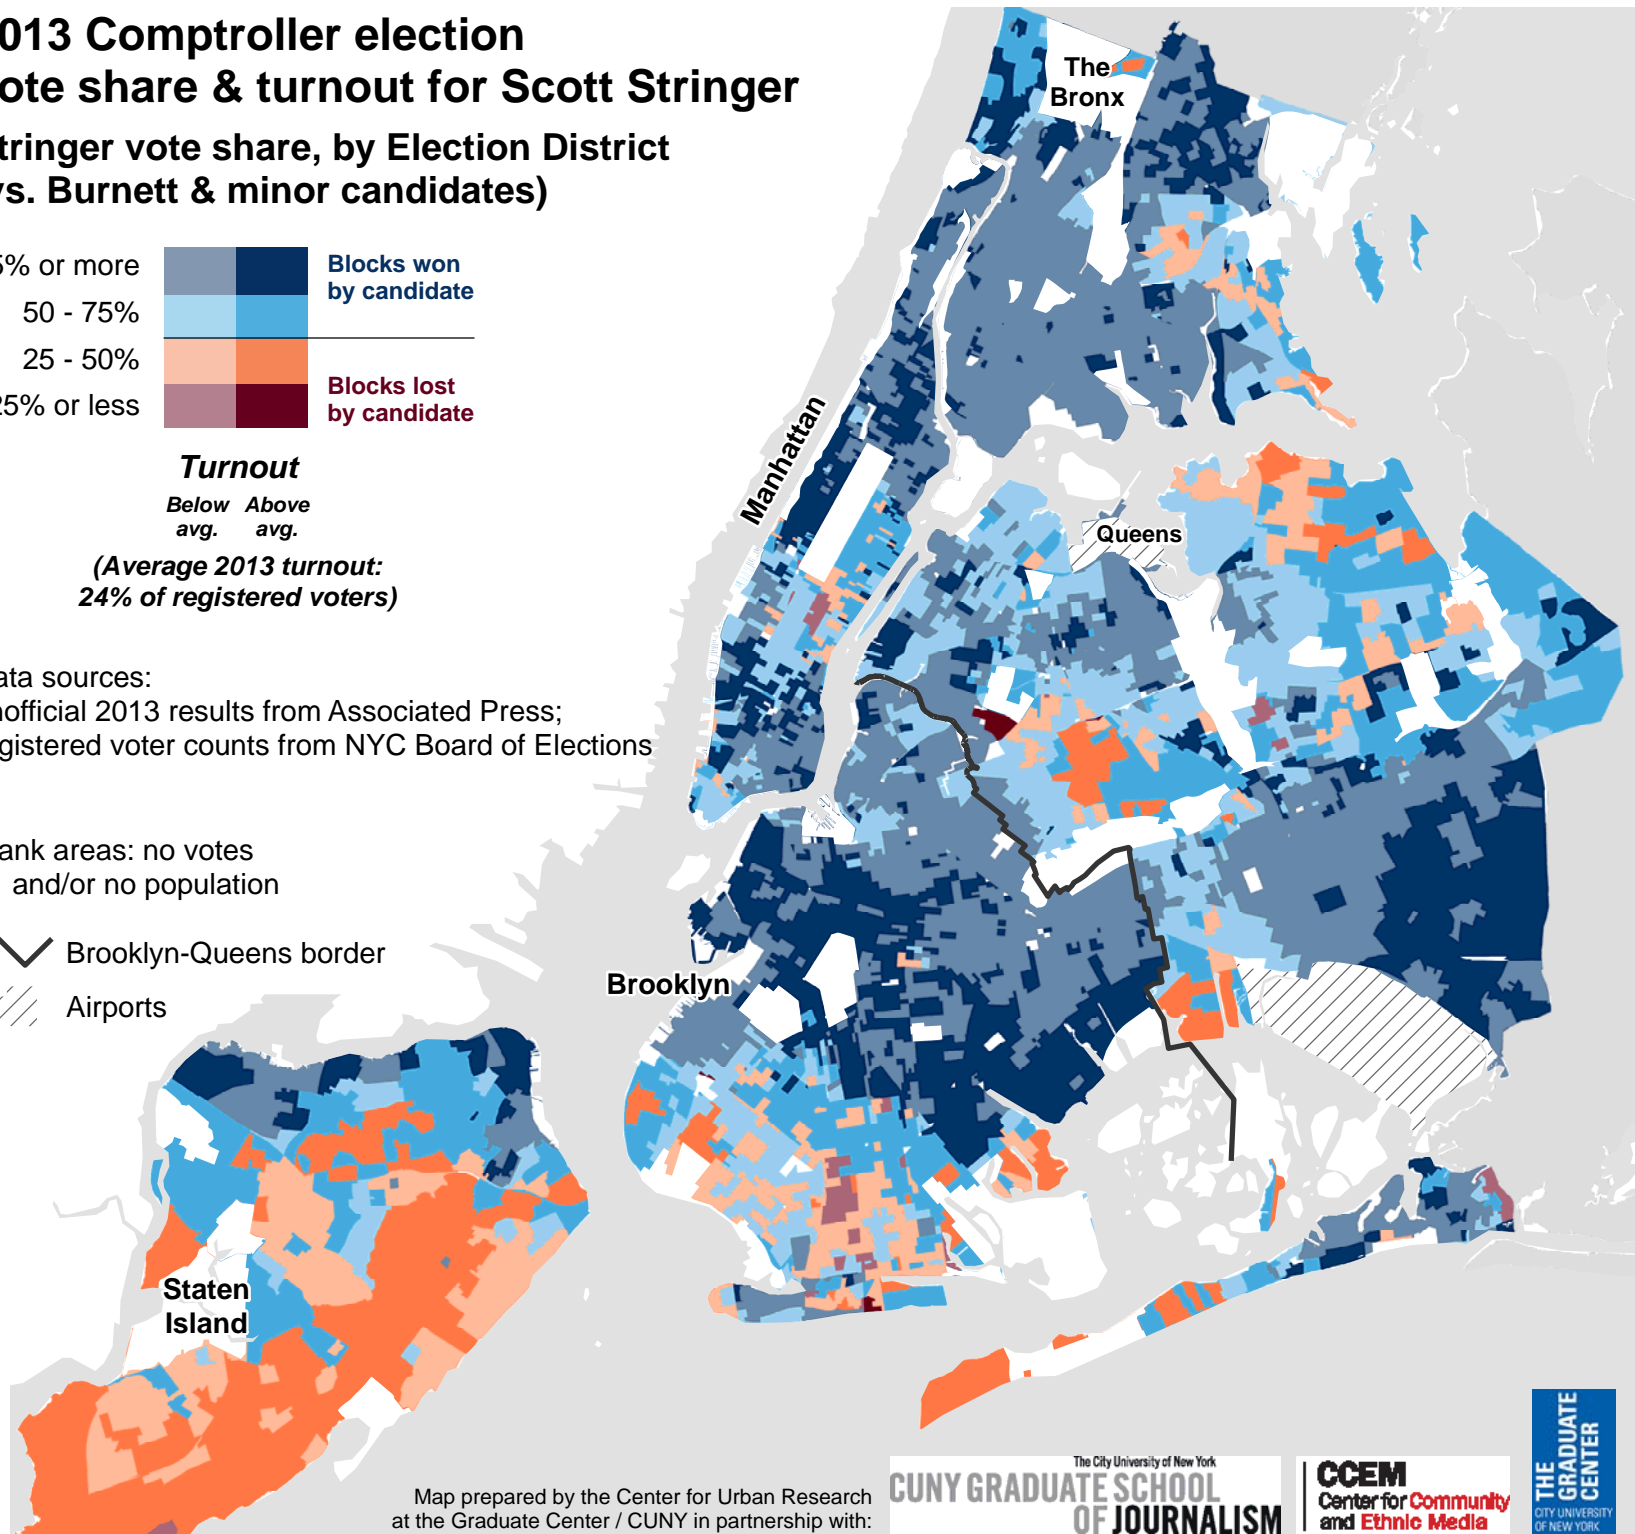 013 Comptroller election
ote share & turnout for Scott Stringer
tringer vote share, by Election District
vs. Burnett & minor candidates)
5% or more
50 - 75%
25 - 50%
25% or less
Blocks won
by candidate
Blocks lost
by candidate
Turnout
Below Above
avg. avg.
(Average 2013 turnout:
24% of registered voters)
ata sources:
nofficial 2013 results from Associated Press;
egistered voter counts from NYC Board of Elections
ank areas: no votes
and/or no population
Brooklyn-Queens border
Airports
The
Bronx
Manhattan
Queens
Brooklyn
Staten
Island
Map prepared by the Center for Urban Research
at the Graduate Center / CUNY in partnership with:
The City University of New York
CUNY GRADUATE SCHOOL
OF JOURNALISM
CCEM
Center for Community
and Ethnic Media
THE
GRADUATE
CENTER
CITY UNIVERSITY
OF NEW YORK